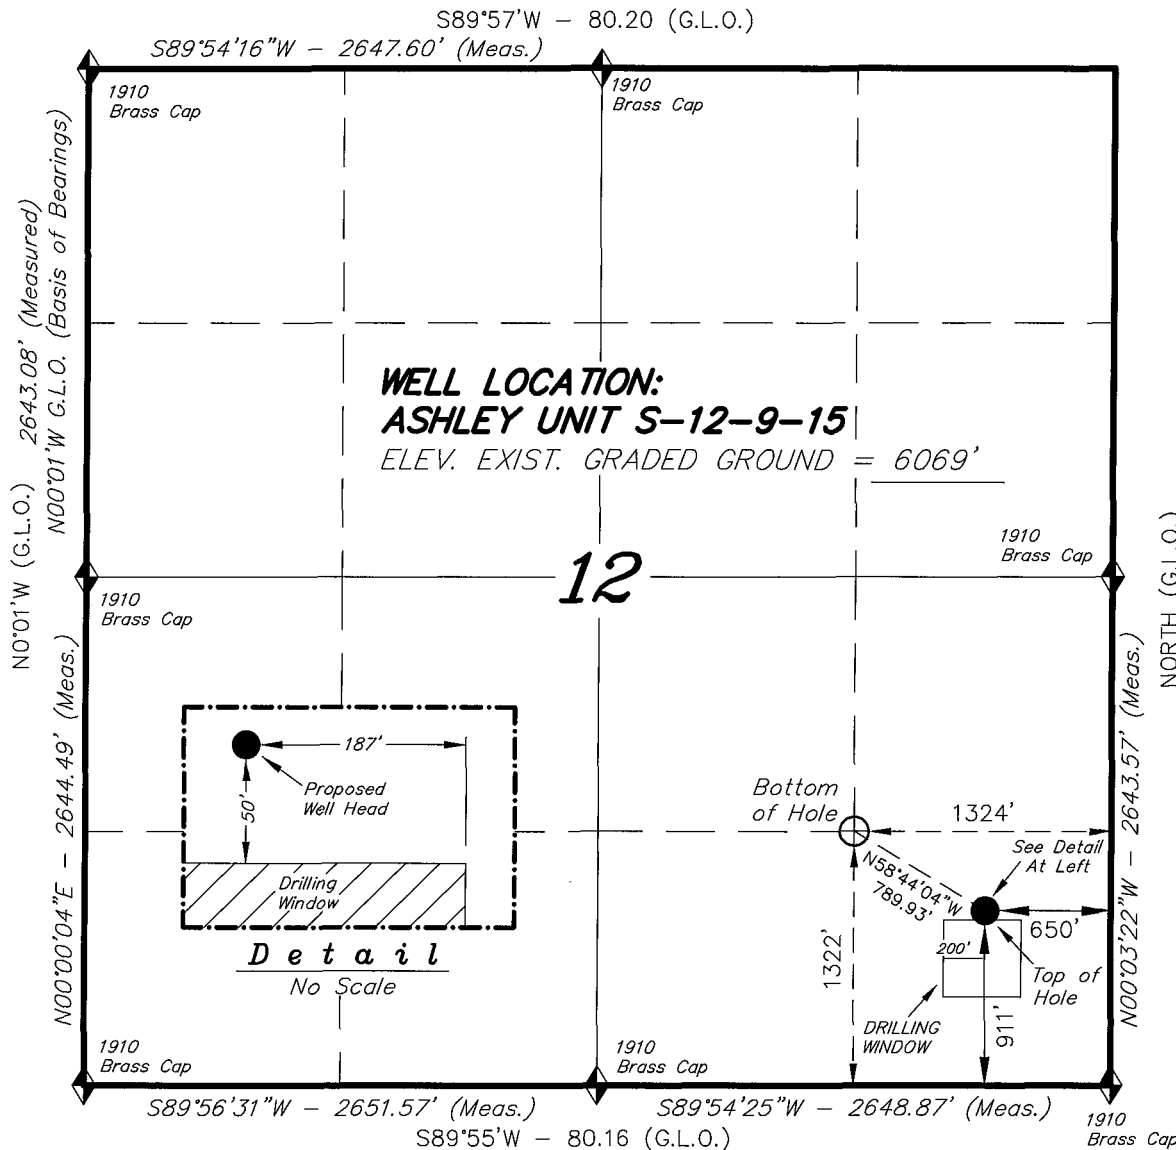 S89°57'W – 80.20 (G.L.O.)
S89°54'16"W – 2647.60' (Meas.)
1910
Brass Cap
1910
Brass Cap
N0°01'W (G.L.O.)
2643.08' (Measured)
N00°01'W G.L.O. (Basis of Bearings)
WELL LOCATION:
ASHLEY UNIT S–12–9–15
ELEV. EXIST. GRADED GROUND = 6069'
12
1910
Brass Cap
NORTH (G.L.O.)
1910
Brass Cap
N00°00'04"E – 2644.49' (Meas.)
187'
50'
Proposed
Well Head
Drilling
Window
Detail
No Scale
Bottom
of Hole
1324'
See Detail
At Left
N58°44'04"W
789.93'
650'
1322'
200'
Top of
Hole
911'
DRILLING
WINDOW
N00°03'22"W – 2643.57' (Meas.)
1910
Brass Cap
1910
Brass Cap
S89°56'31"W – 2651.57' (Meas.)
S89°54'25"W – 2648.87' (Meas.)
1910
Brass Cap
S89°55'W – 80.16 (G.L.O.)